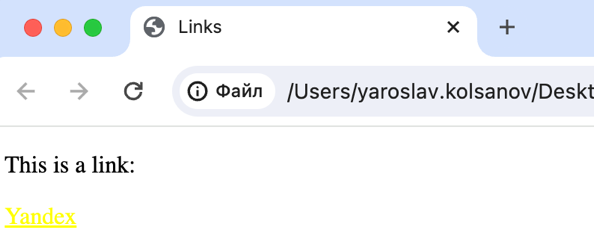 Links
Файл /Users/yaroslav.kolsanov/Deskt
This is a link:
Yandex